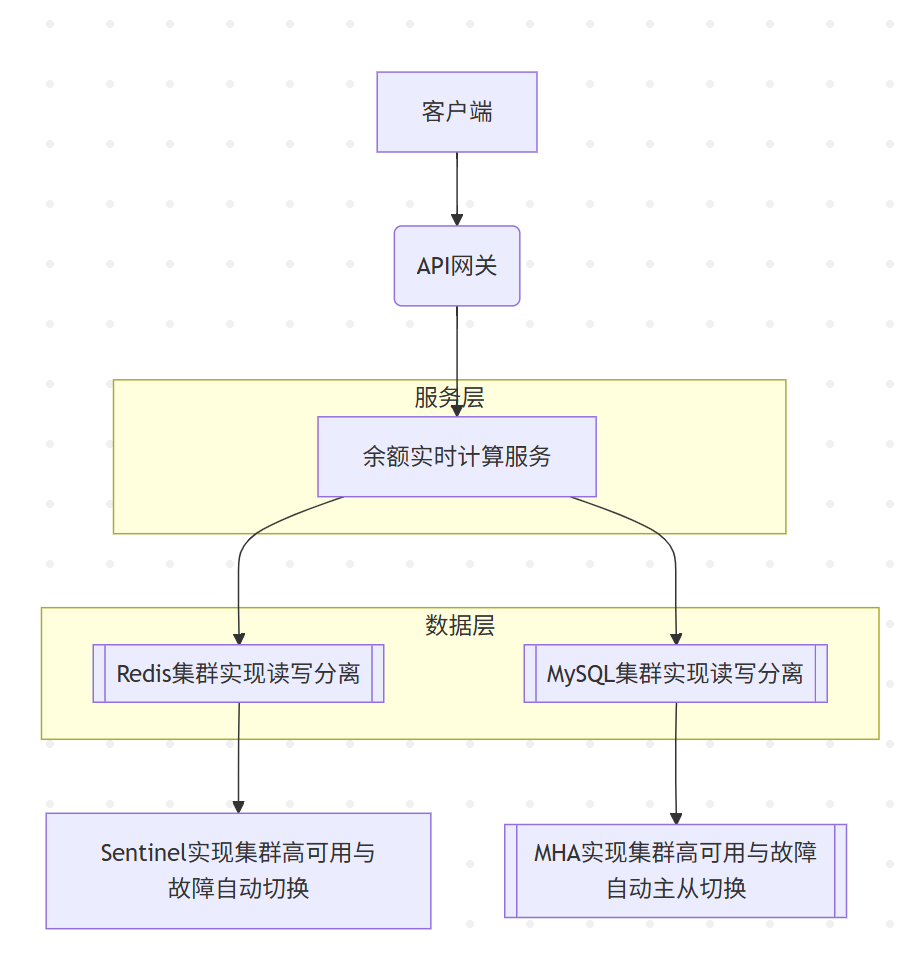 客户端
API网关
服务层
余额实时计算服务
数据层
Redis集群实现读写分离
MySQL集群实现读写分离
Sentinel实现集群高可用与
故障自动切换
MHA实现集群高可用与故障
自动主从切换